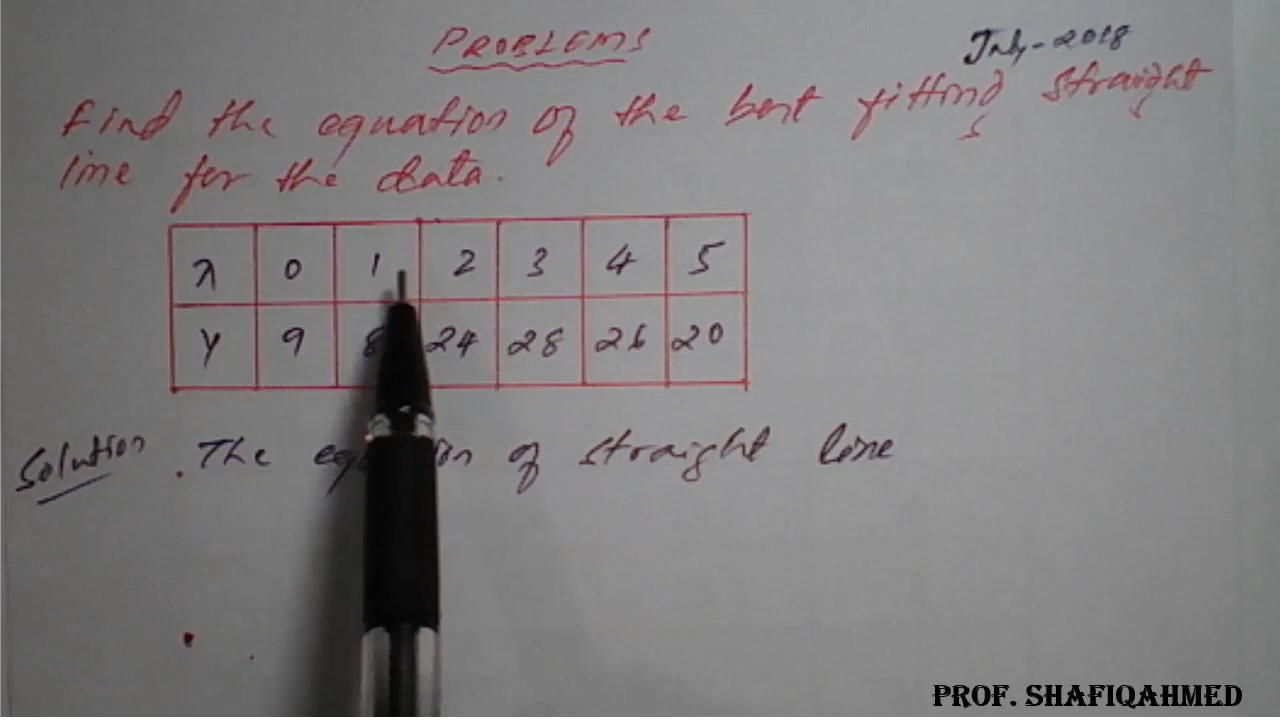 PROBLEMS
July-2018
Find the equation of the best fitting straight
line for the data.
x 0 1 2 3 4 5
y 9 8 24 28 26 20
Solution . The of straight line
PROF. SHAFIQAHMED